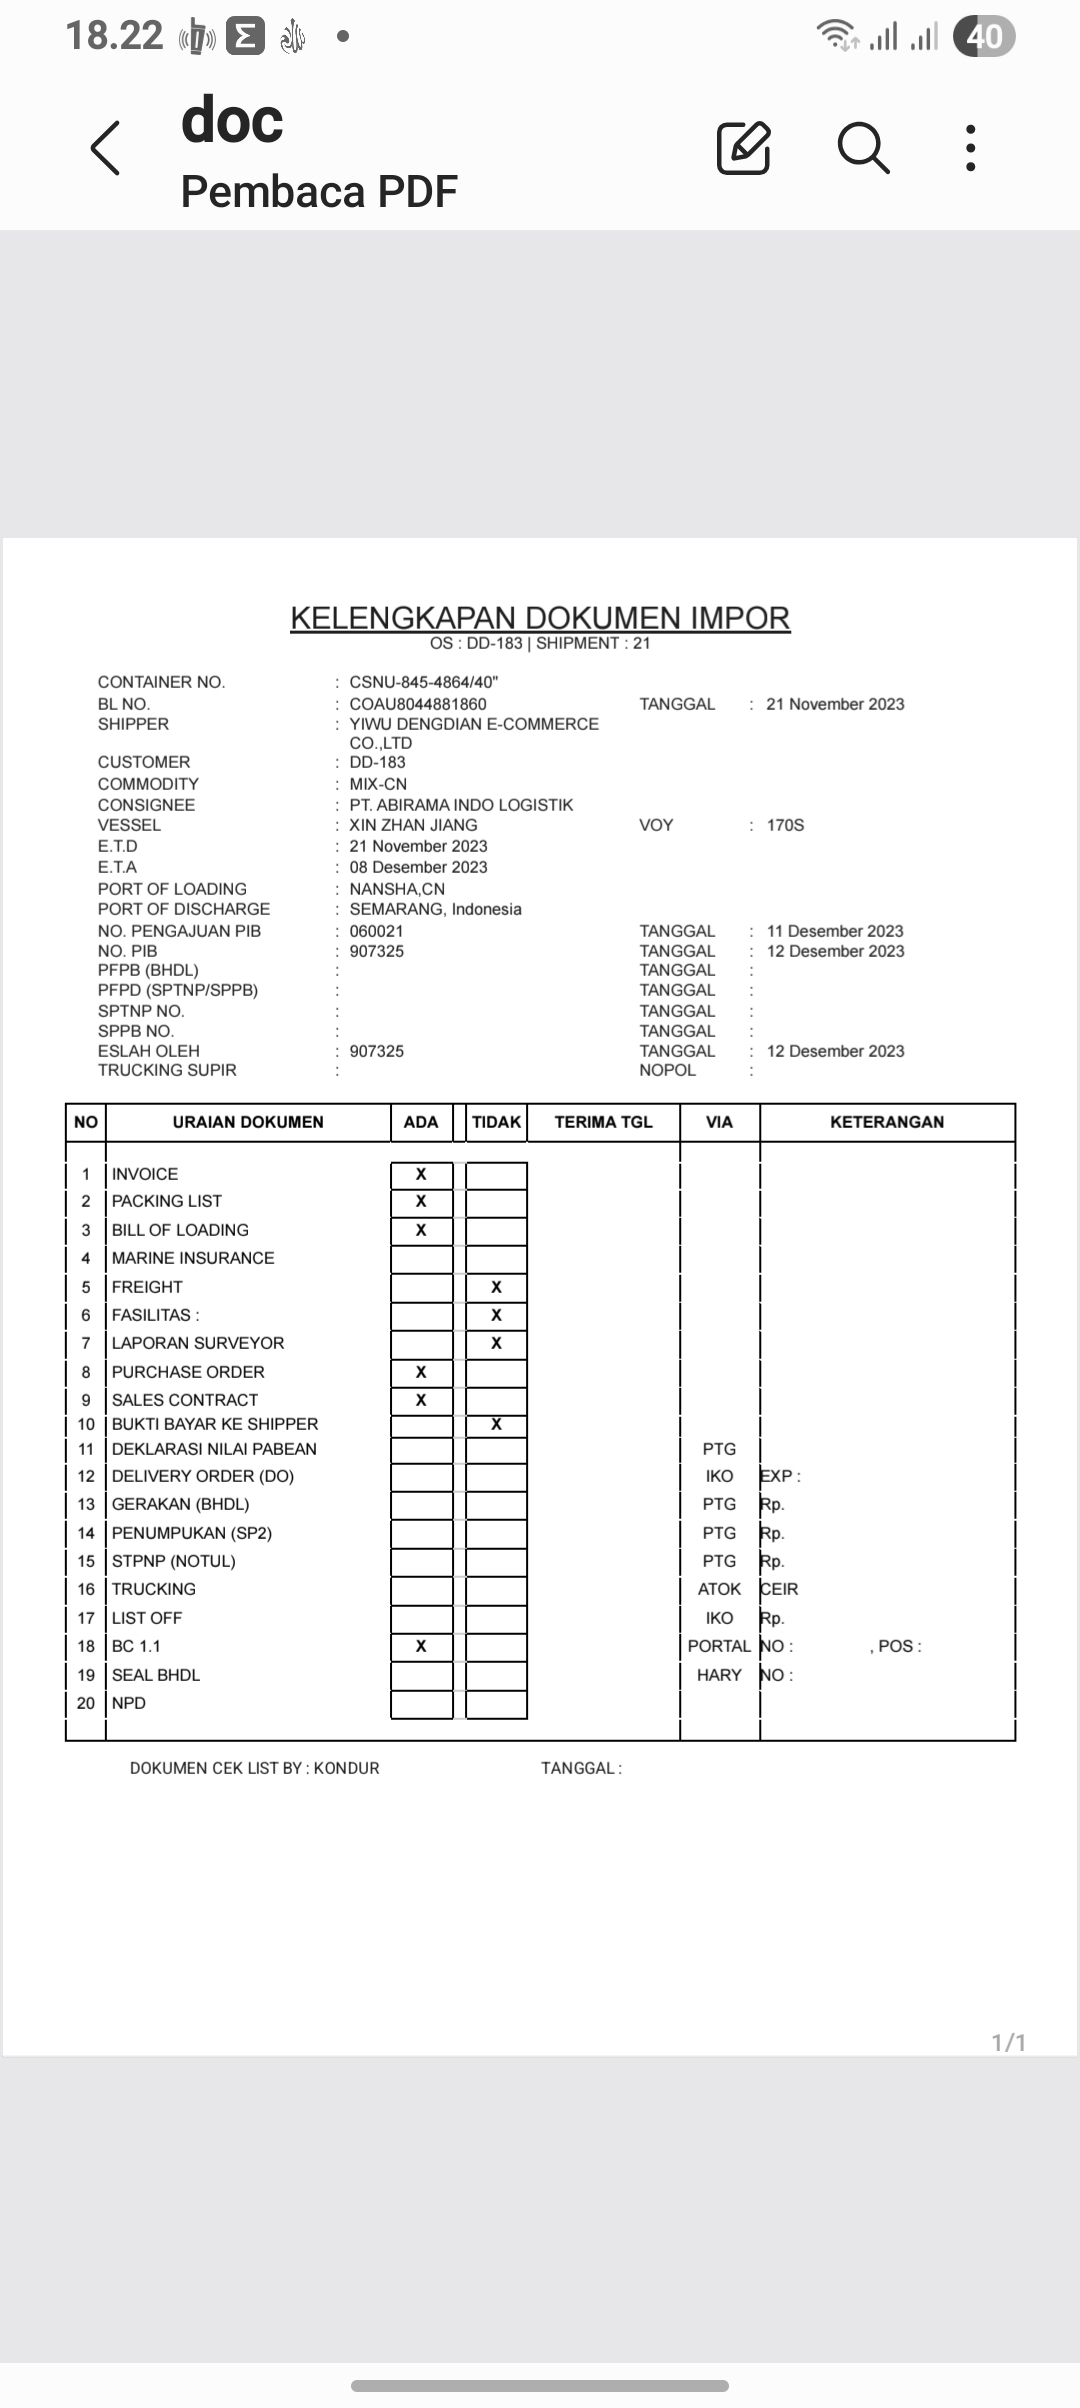 18.22
40
doc
Pembaca PDF
KELENGKAPAN DOKUMEN IMPOR
OS : DD-183 | SHIPMENT : 21
CONTAINER NO. : CSNU-845-4864/40"
BL NO. : COAU8044881860 TANGGAL : 21 November 2023
SHIPPER : YIWU DENGDIAN E-COMMERCE
CO.,LTD
CUSTOMER : DD-183
COMMODITY : MIX-CN
CONSIGNEE : PT. ABIRAMA INDO LOGISTIK
VESSEL : XIN ZHAN JIANG VOY : 170S
E.T.D : 21 November 2023
E.T.A : 08 Desember 2023
PORT OF LOADING : NANSHA,CN
PORT OF DISCHARGE : SEMARANG, Indonesia
NO. PENGAJUAN PIB : 060021 TANGGAL : 11 Desember 2023
NO. PIB : 907325 TANGGAL : 12 Desember 2023
PFPB (BHDL) : TANGGAL :
PFPD (SPTNP/SPPB) : TANGGAL :
SPTNP NO. : TANGGAL :
SPPB NO. : TANGGAL :
ESLAH OLEH : 907325 TANGGAL : 12 Desember 2023
TRUCKING SUPIR : NOPOL :
NO URAIAN DOKUMEN ADA TIDAK TERIMA TGL VIA KETERANGAN
1 INVOICE X
2 PACKING LIST X
3 BILL OF LOADING X
4 MARINE INSURANCE
5 FREIGHT X
6 FASILITAS : X
7 LAPORAN SURVEYOR X
8 PURCHASE ORDER X
9 SALES CONTRACT X
10 BUKTI BAYAR KE SHIPPER X
11 DEKLARASI NILAI PABEAN PTG
12 DELIVERY ORDER (DO) IKO EXP :
13 GERAKAN (BHDL) PTG Rp.
14 PENUMPUKAN (SP2) PTG Rp.
15 STPNP (NOTUL) PTG Rp.
16 TRUCKING ATOK CEIR
17 LIST OFF IKO Rp.
18 BC 1.1 X PORTAL NO : , POS :
19 SEAL BHDL HARY NO :
20 NPD
DOKUMEN CEK LIST BY : KONDUR TANGGAL :
1/1